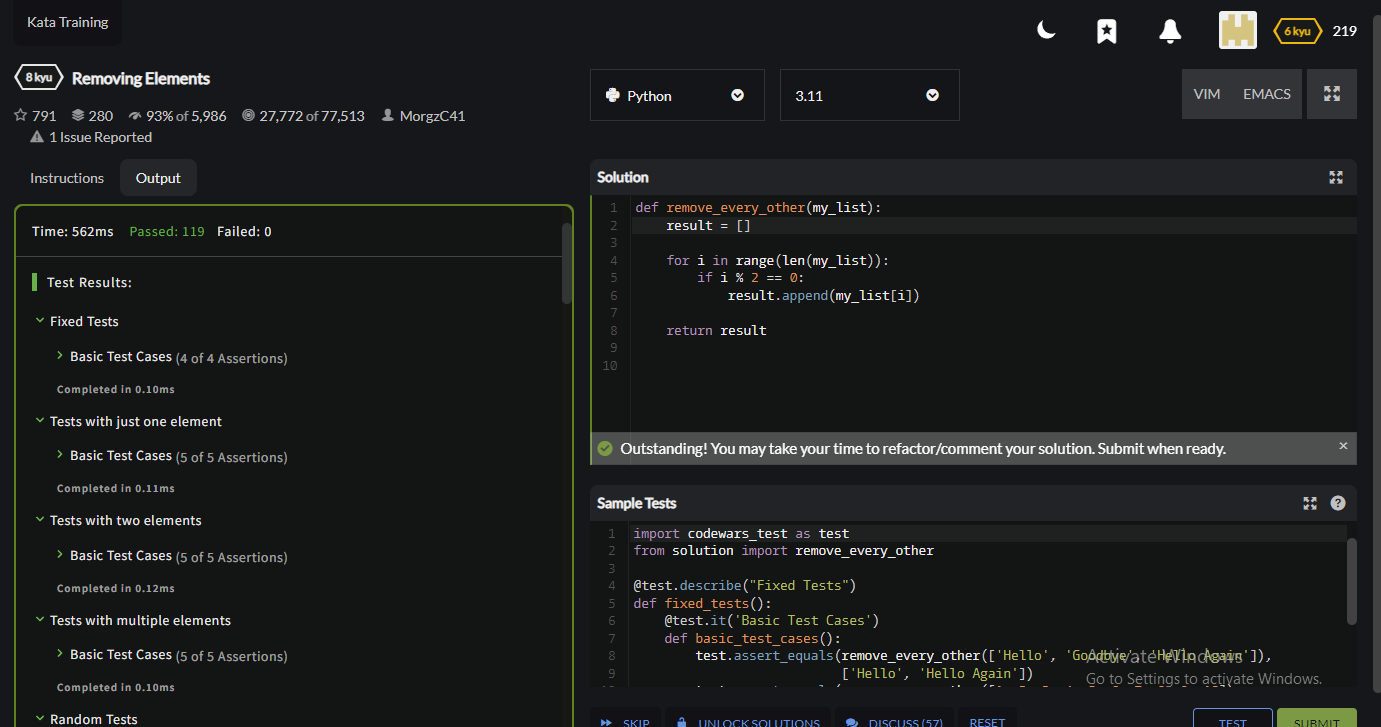 Kata Training
6 kyu 219
8 kyu Removing Elements
791 280 93% of 5,986 27,772 of 77,513 MorgzC41
1 Issue Reported
Python 3.11 VIM EMACS
Instructions Output
Time: 562ms Passed: 119 Failed: 0
Test Results:
Fixed Tests
Basic Test Cases (4 of 4 Assertions)
Completed in 0.10ms
Tests with just one element
Basic Test Cases (5 of 5 Assertions)
Completed in 0.11ms
Tests with two elements
Basic Test Cases (5 of 5 Assertions)
Completed in 0.12ms
Tests with multiple elements
Basic Test Cases (5 of 5 Assertions)
Completed in 0.10ms
Random Tests
Solution
1 def remove_every_other(my_list):
2     result = []
3
4     for i in range(len(my_list)):
5         if i % 2 == 0:
6             result.append(my_list[i])
7
8     return result
9
10
Outstanding! You may take your time to refactor/comment your solution. Submit when ready.
Sample Tests
1 import codewars_test as test
2 from solution import remove_every_other
3
4 @test.describe("Fixed Tests")
5 def fixed_tests():
6     @test.it('Basic Test Cases')
7     def basic_test_cases():
8         test.assert_equals(remove_every_other(['Hello', 'Goodbye', 'Hello Again']),
9                            ['Hello', 'Hello Again'])
Activate Windows
Go to Settings to activate Windows.
SKIP UNLOCK SOLUTIONS DISCUSS (57) RESET TEST SUBMIT